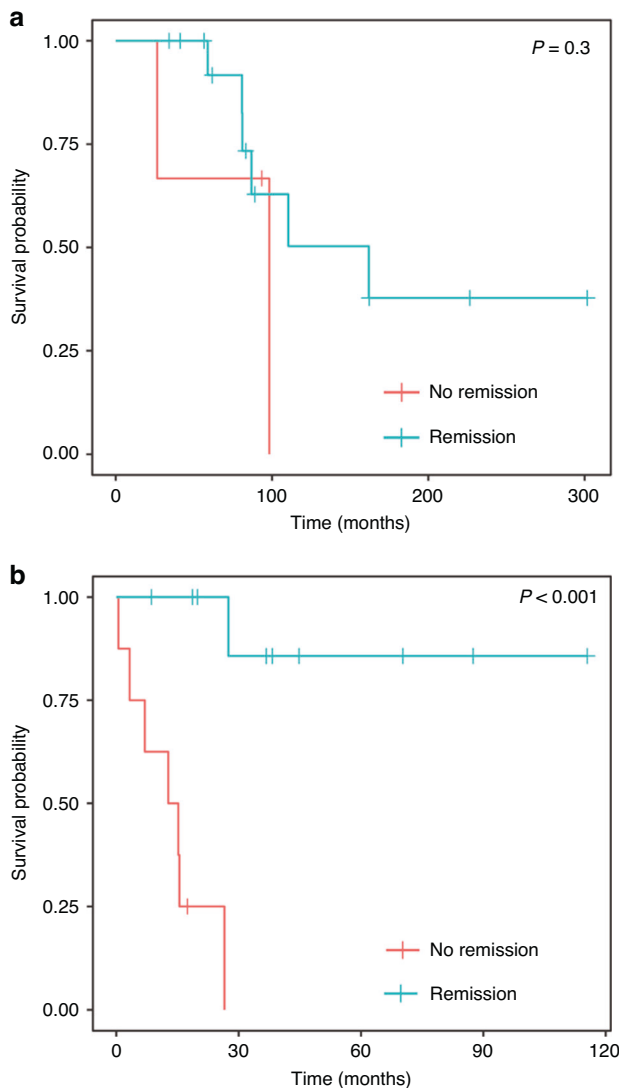 a
1.00
P = 0.3
0.75
0.50
0.25
0.00
Survival probability
No remission
Remission
0 100 200 300
Time (months)
b
1.00
P < 0.001
0.75
0.50
0.25
0.00
Survival probability
No remission
Remission
0 30 60 90 120
Time (months)